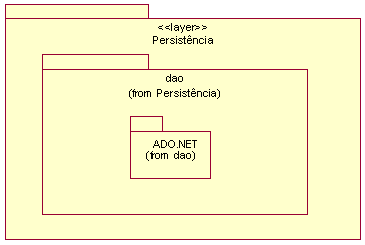 <<layer>>
Persistência
dao
(from Persistência)
ADO.NET
(from dao)